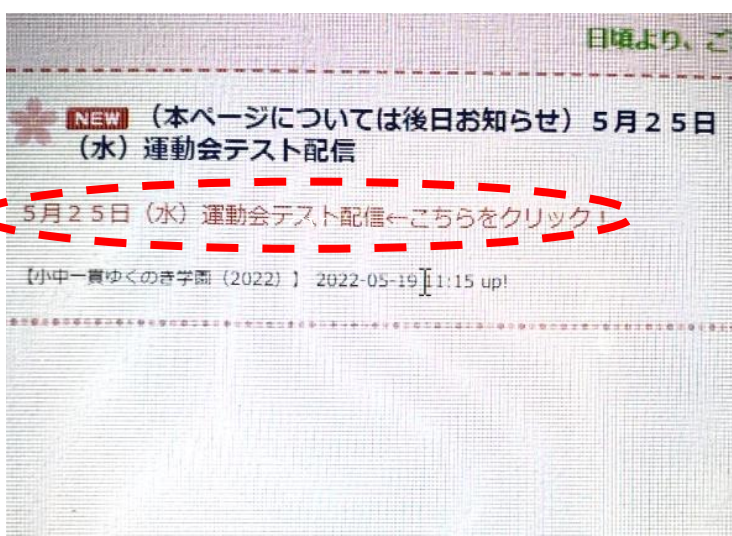 日頃より、ご
NEW （本ページについては後日お知らせ）５月２５日
（水）運動会テスト配信
５月２５日（水）運動会テスト配信←こちらをクリック！
【小中一貫ゆくのき学園（2022）】 2022-05-19 11:15 up!